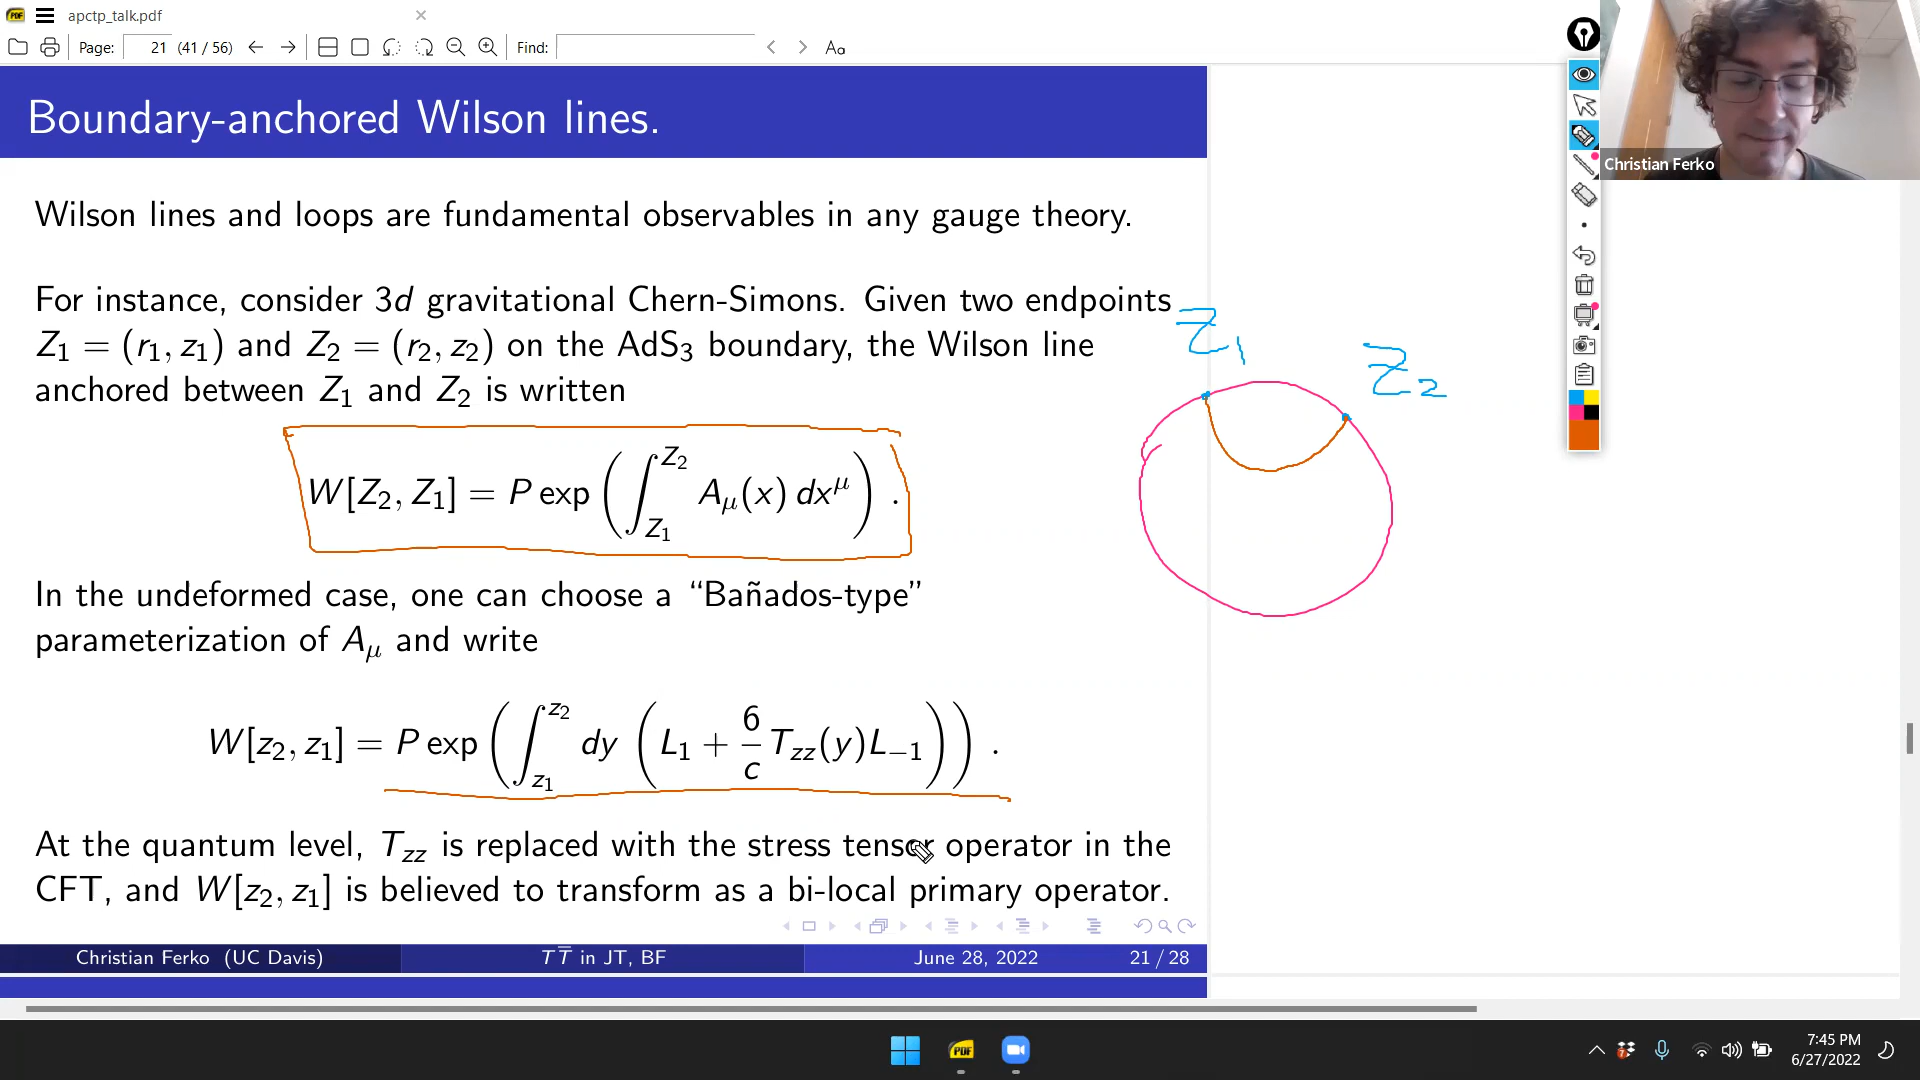 apctp_talk.pdf
Page: 21 (41 / 56) Find: Aa
Boundary-anchored Wilson lines.
Wilson lines and loops are fundamental observables in any gauge theory.
For instance, consider 3d gravitational Chern-Simons. Given two endpoints
Z₁ = (r₁, z₁) and Z₂ = (r₂, z₂) on the AdS₃ boundary, the Wilson line
anchored between Z₁ and Z₂ is written
W[Z₂, Z₁] = P exp ( ∫_{Z₁}^{Z₂} A_μ(x) dx^μ ) .
In the undeformed case, one can choose a “Bañados-type”
parameterization of A_μ and write
W[z₂, z₁] = P exp ( ∫_{z₁}^{z₂} dy ( L₁ + 6/c T_{zz}(y)L₋₁ ) ) .
At the quantum level, T_{zz} is replaced with the stress tensor operator in the
CFT, and W[z₂, z₁] is believed to transform as a bi-local primary operator.
Christian Ferko (UC Davis) TT̅ in JT, BF June 28, 2022 21 / 28
Z₁
Z₂
Christian Ferko
PDF
7:45 PM
6/27/2022